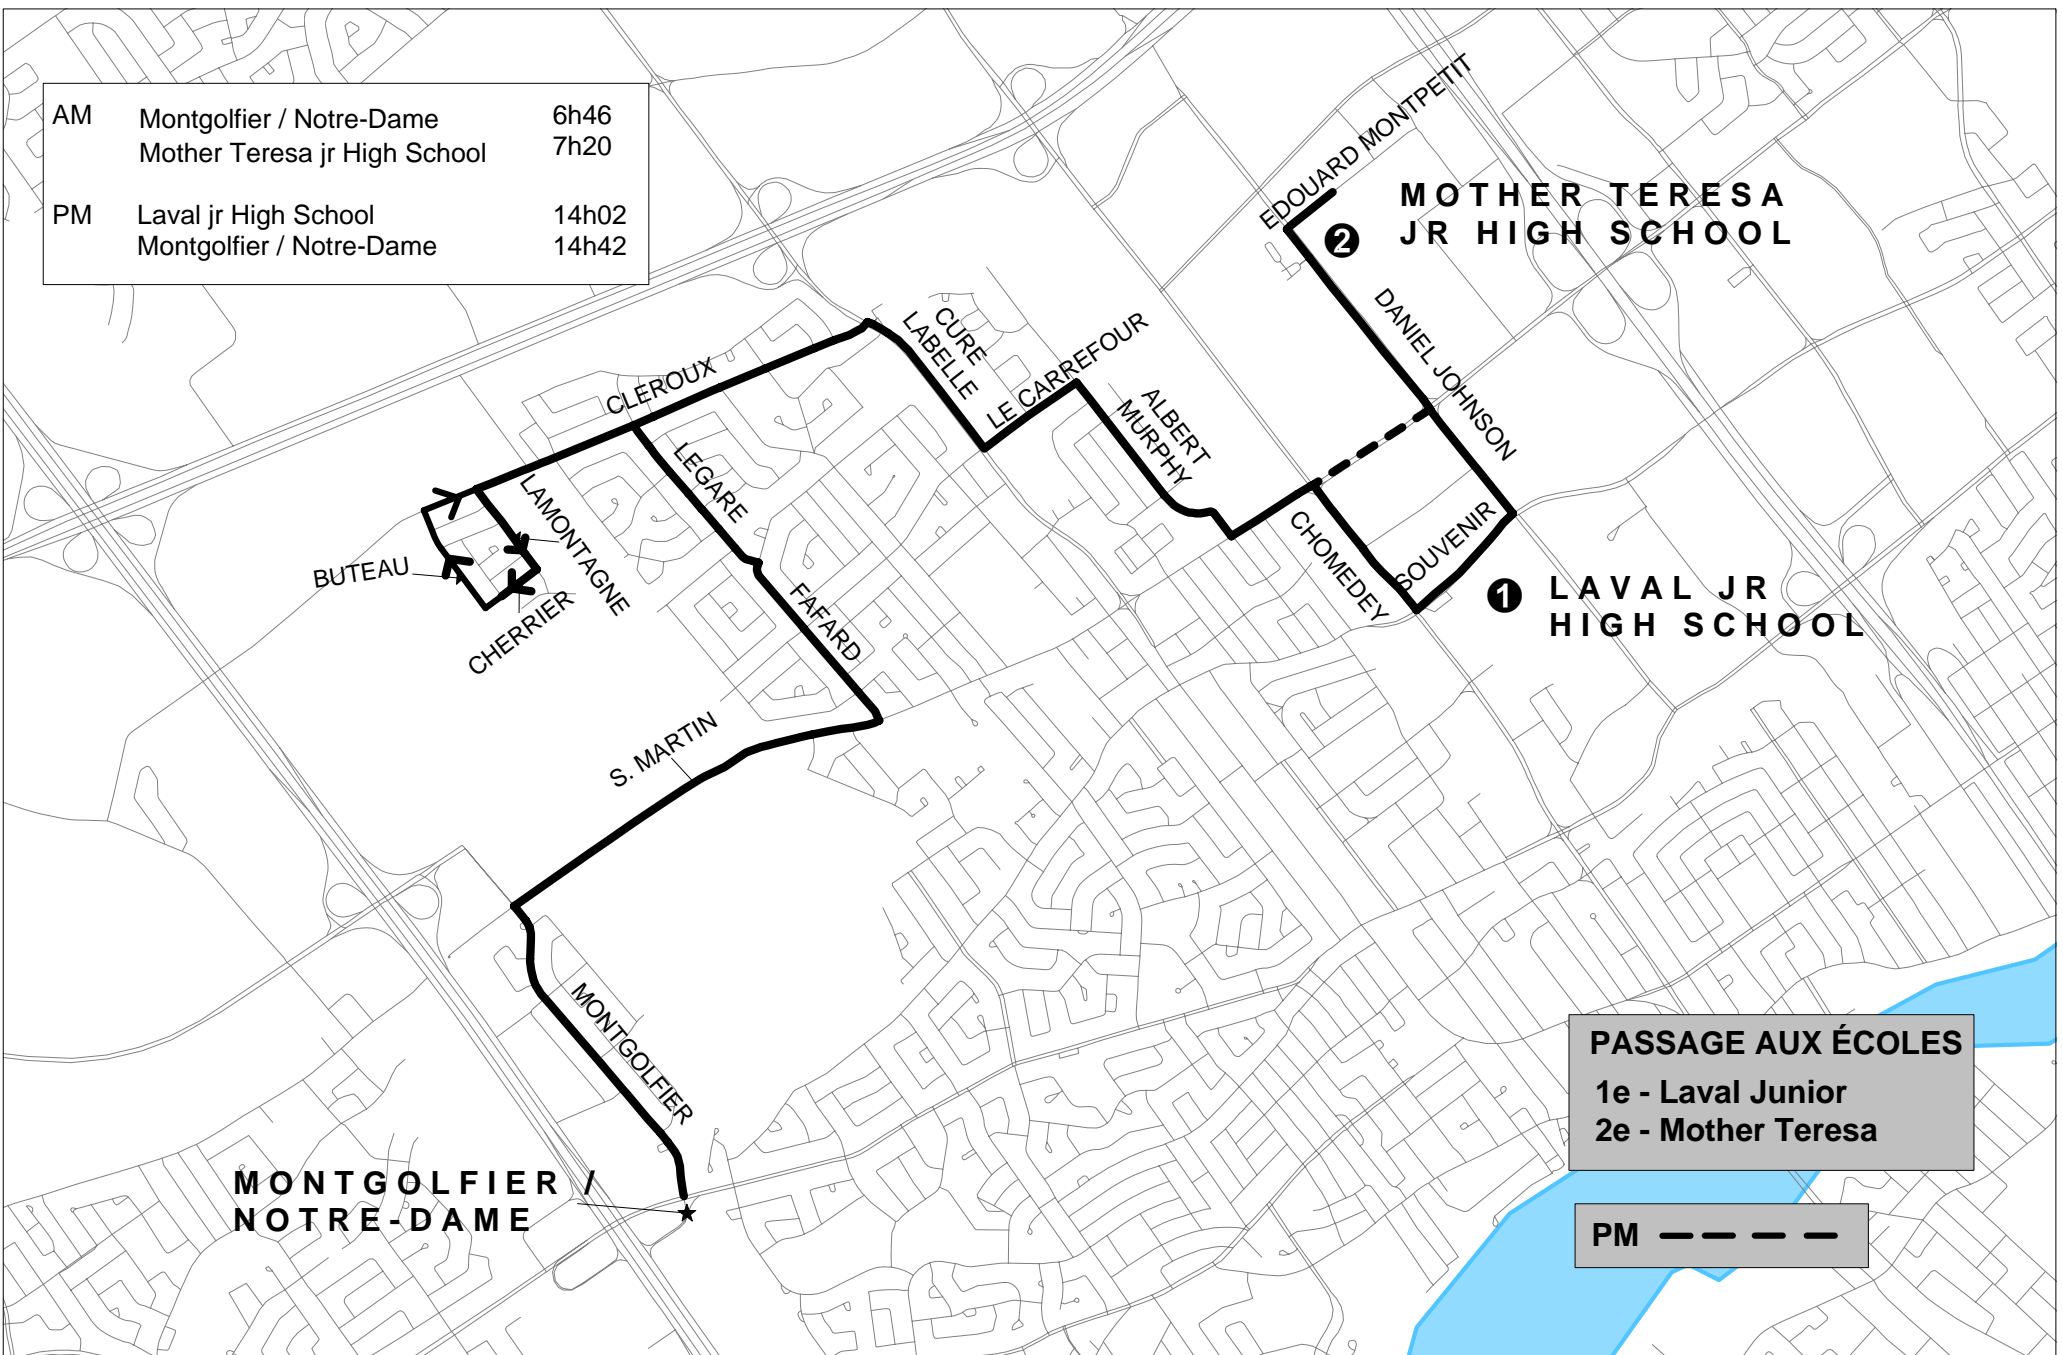 AM Montgolfier / Notre-Dame 6h46
Mother Teresa jr High School 7h20
PM Laval jr High School 14h02
Montgolfier / Notre-Dame 14h42
EDOUARD MONTPETIT
❷ MOTHER TERESA
JR HIGH SCHOOL
DANIEL JOHNSON
CURE
LABELLE
LE CARREFOUR
CLEROUX
ALBERT
MURPHY
LEGARE
LAMONTAGNE
CHOMEDEY
SOUVENIR
BUTEAU
CHERRIER
FAFARD
❶ LAVAL JR
HIGH SCHOOL
S. MARTIN
MONTGOLFIER
MONTGOLFIER /
NOTRE-DAME
PASSAGE AUX ÉCOLES
1e - Laval Junior
2e - Mother Teresa
PM